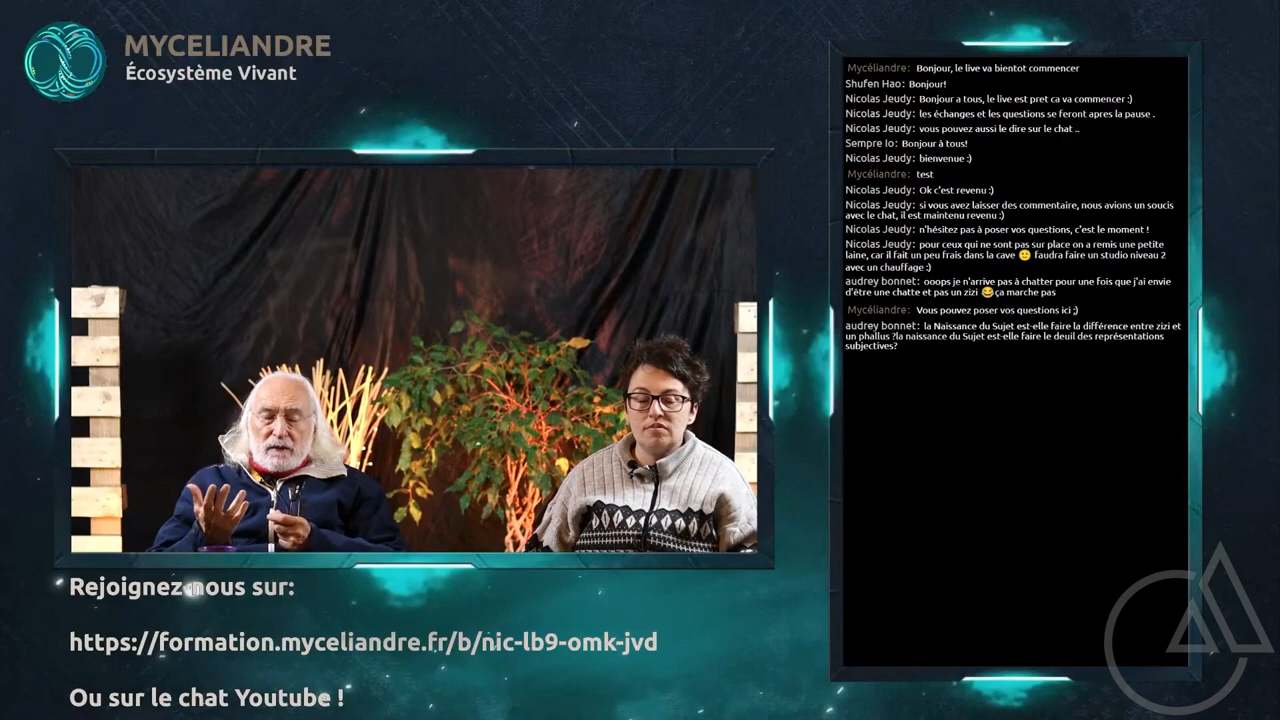 MYCELIANDRE
Écosystème Vivant
Mycéliandre: Bonjour, le live va bientot commencer
Shufen Hao: Bonjour!
Nicolas Jeudy: Bonjour a tous, le live est pret ca va commencer :)
Nicolas Jeudy: les échanges et les questions se feront apres la pause .
Nicolas Jeudy: vous pouvez aussi le dire sur le chat ..
Sempre Io: Bonjour à tous!
Nicolas Jeudy: bienvenue :)
Mycéliandre: test
Nicolas Jeudy: Ok c'est revenu :)
Nicolas Jeudy: si vous avez laisser des commentaire, nous avions un soucis
avec le chat, il est maintenu revenu :)
Nicolas Jeudy: n'hésitez pas à poser vos questions, c'est le moment !
Nicolas Jeudy: pour ceux qui ne sont pas sur place on a remis une petite
laine, car il fait un peu frais dans la cave 🙂 faudra faire un studio niveau 2
avec un chauffage :)
audrey bonnet: ooops je n'arrive pas à chatter pour une fois que j'ai envie
d'être une chatte et pas un zizi 😂ça marche pas
Mycéliandre: Vous pouvez poser vos questions ici ;)
audrey bonnet: la Naissance du Sujet est-elle faire la différence entre zizi et
un phallus ?la naissance du Sujet est-elle faire le deuil des représentations
subjectives?
Rejoignez nous sur:
https://formation.myceliandre.fr/b/nic-lb9-omk-jvd
Ou sur le chat Youtube !